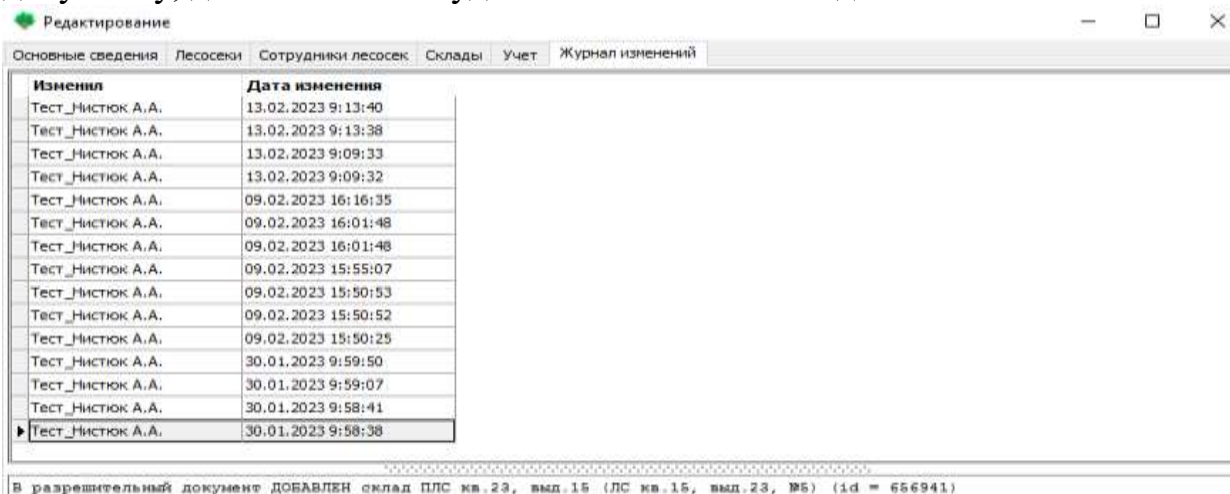 Редактирование
Основные сведения Лесосеки Сотрудники лесосек Склады Учет Журнал изменений
Изменил Дата изменения
Тест_Нистюк А.А. 13.02.2023 9:13:40
Тест_Нистюк А.А. 13.02.2023 9:13:38
Тест_Нистюк А.А. 13.02.2023 9:09:33
Тест_Нистюк А.А. 13.02.2023 9:09:32
Тест_Нистюк А.А. 09.02.2023 16:16:35
Тест_Нистюк А.А. 09.02.2023 16:01:48
Тест_Нистюк А.А. 09.02.2023 16:01:48
Тест_Нистюк А.А. 09.02.2023 15:55:07
Тест_Нистюк А.А. 09.02.2023 15:50:53
Тест_Нистюк А.А. 09.02.2023 15:50:52
Тест_Нистюк А.А. 09.02.2023 15:50:25
Тест_Нистюк А.А. 30.01.2023 9:59:50
Тест_Нистюк А.А. 30.01.2023 9:59:07
Тест_Нистюк А.А. 30.01.2023 9:58:41
Тест_Нистюк А.А. 30.01.2023 9:58:38
В разрешительный документ ДОБАВЛЕН склад ПЛС кв.23, выд.15 (ЛС кв.15, выд.23, №5) (id = 656941)